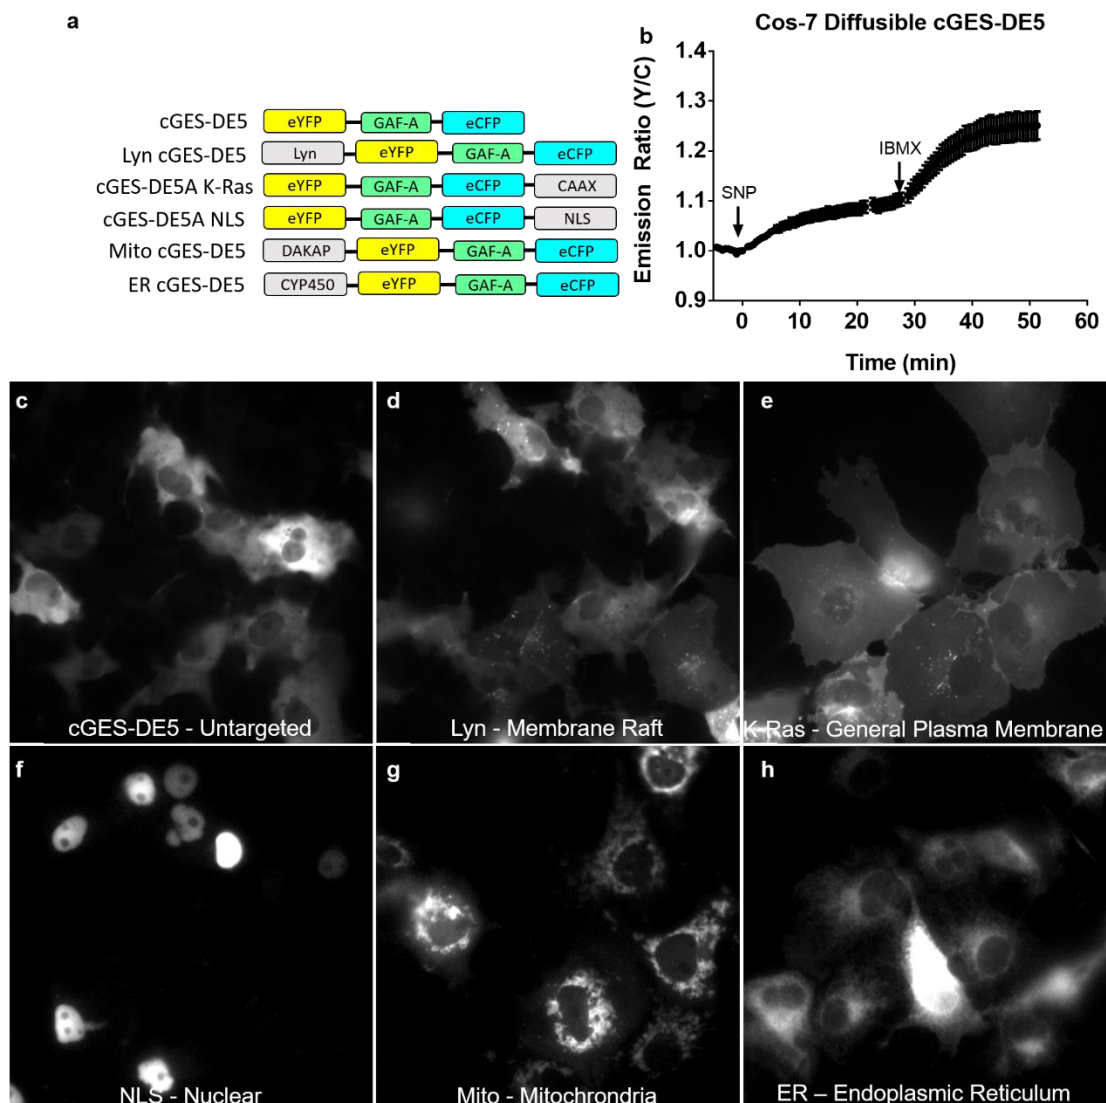 a
cGES-DE5 eYFP GAF-A eCFP
Lyn cGES-DE5 Lyn eYFP GAF-A eCFP
cGES-DE5A K-Ras eYFP GAF-A eCFP CAAX
cGES-DE5A NLS eYFP GAF-A eCFP NLS
Mito cGES-DE5 DAKAP eYFP GAF-A eCFP
ER cGES-DE5 CYP450 eYFP GAF-A eCFP
b
Cos-7 Diffusible cGES-DE5
Emission Ratio (Y/C)
1.4
1.3
1.2
1.1
1.0
0.9
SNP
IBMX
0 10 20 30 40 50 60
Time (min)
c
cGES-DE5 - Untargeted
d
Lyn - Membrane Raft
e
K-Ras - General Plasma Membrane
f
NLS - Nuclear
g
Mito - Mitochrondria
h
ER – Endoplasmic Reticulum